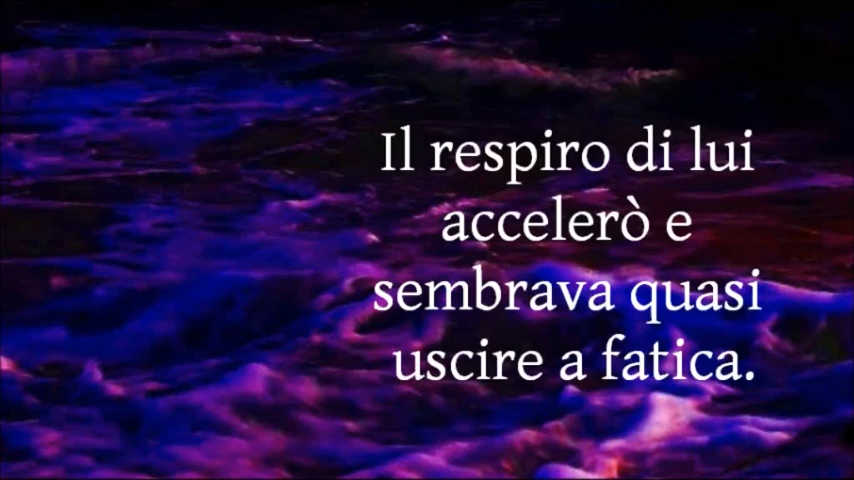 Il respiro di lui
accelerò e
sembrava quasi
uscire a fatica.